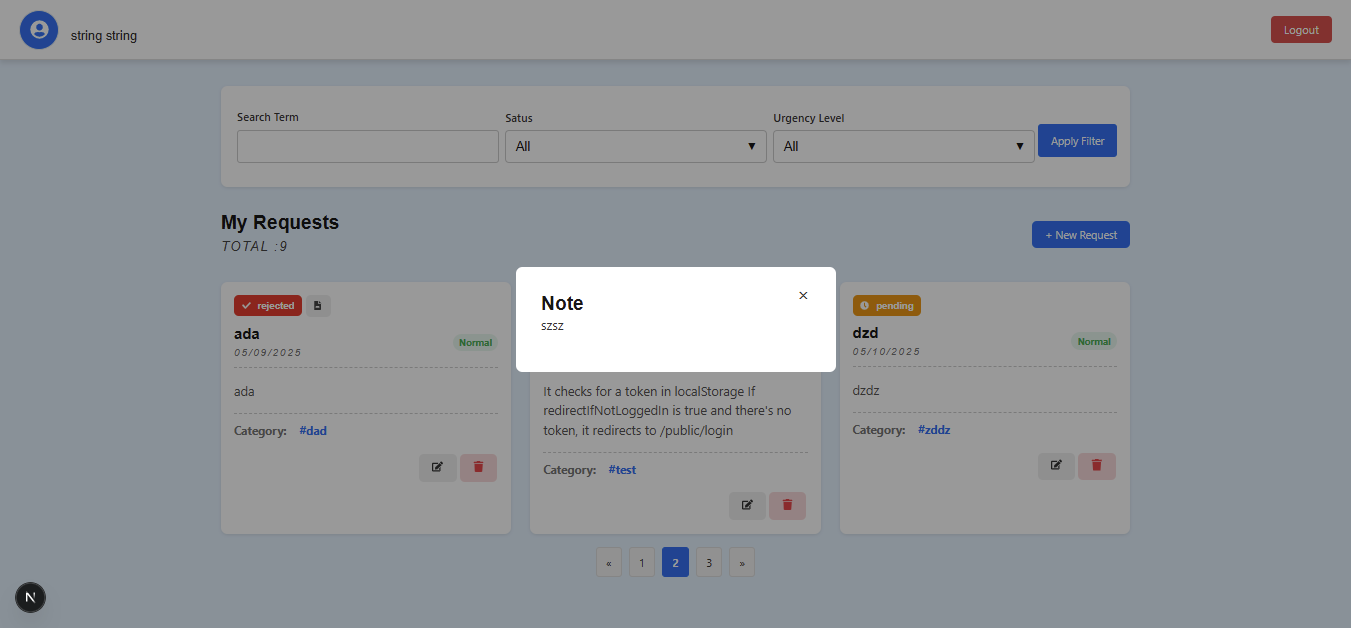 string string
Logout
Search Term
Satus
Urgency Level
All
All
Apply Filter
My Requests
TOTAL :9
+ New Request
rejected
ada
05/09/2025
Normal
ada
Category: #dad
Note
szsz
It checks for a token in localStorage If
redirectIfNotLoggedIn is true and there's no
token, it redirects to /public/login
Category: #test
pending
dzd
05/10/2025
Normal
dzdz
Category: #zddz
« 1 2 3 »
N